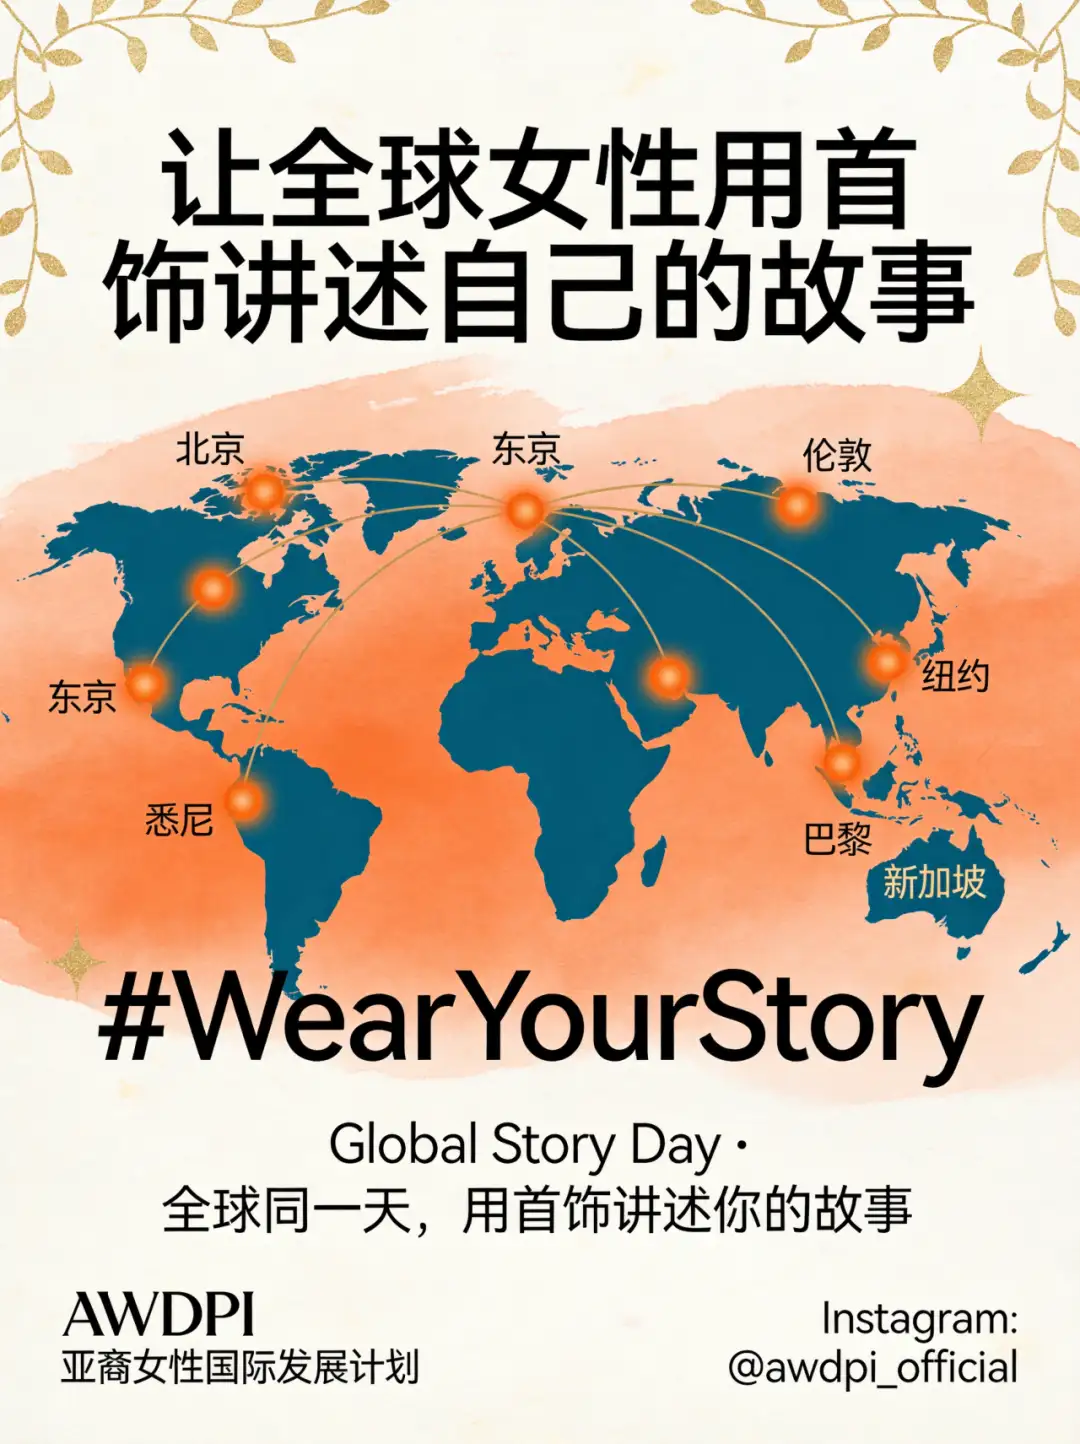 让全球女性用首
饰讲述自己的故事
北京
东京
伦敦
东京
纽约
悉尼
巴黎
新加坡
#WearYourStory
Global Story Day •
全球同一天，用首饰讲述你的故事
AWDPI
亚裔女性国际发展计划
Instagram:
@awdpi_official